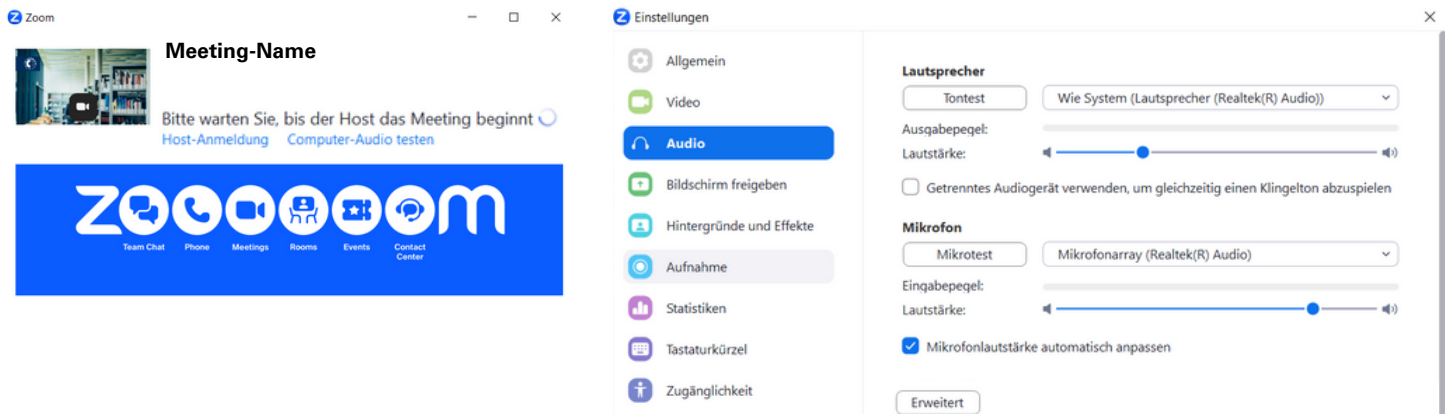 Zoom
Meeting-Name
Bitte warten Sie, bis der Host das Meeting beginnt
Host-Anmeldung Computer-Audio testen
zoooooom
Team Chat Phone Meetings Rooms Events Contact Center
Einstellungen
Allgemein
Video
Audio
Bildschirm freigeben
Hintergründe und Effekte
Aufnahme
Statistiken
Tastaturkürzel
Zugänglichkeit
Lautsprecher
Tontest Wie System (Lautsprecher (Realtek(R) Audio))
Ausgabepegel:
Lautstärke:
Getrenntes Audiogerät verwenden, um gleichzeitig einen Klingelton abzuspielen
Mikrofon
Mikrotest Mikrofonarray (Realtek(R) Audio)
Eingabepegel:
Lautstärke:
Mikrofonlautstärke automatisch anpassen
Erweitert